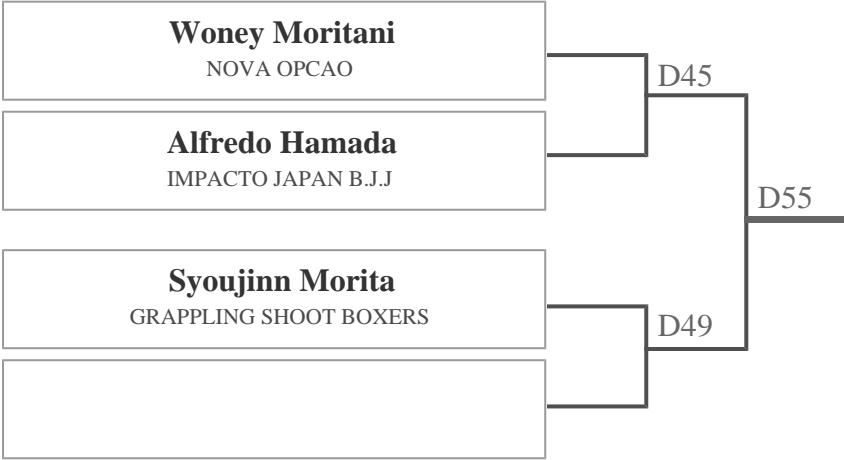 Woney Moritani
NOVA OPCAO
D45
Alfredo Hamada
IMPACTO JAPAN B.J.J
D55
Syoujinn Morita
GRAPPLING SHOOT BOXERS
D49